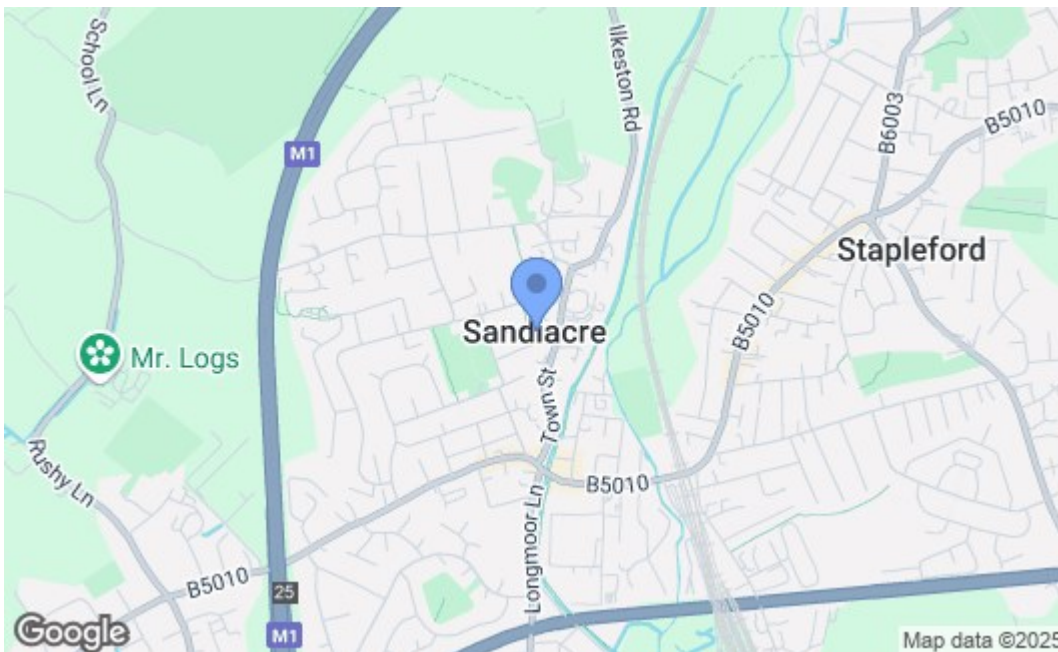 School Ln
Ilkeston Rd
B6003
B5010
M1
Stapleford
Sandiacre
B5010
Mr. Logs
Town St
Rushy Ln
B5010
Longmoor Ln
B5010
25
M1
Google
Map data ©2025